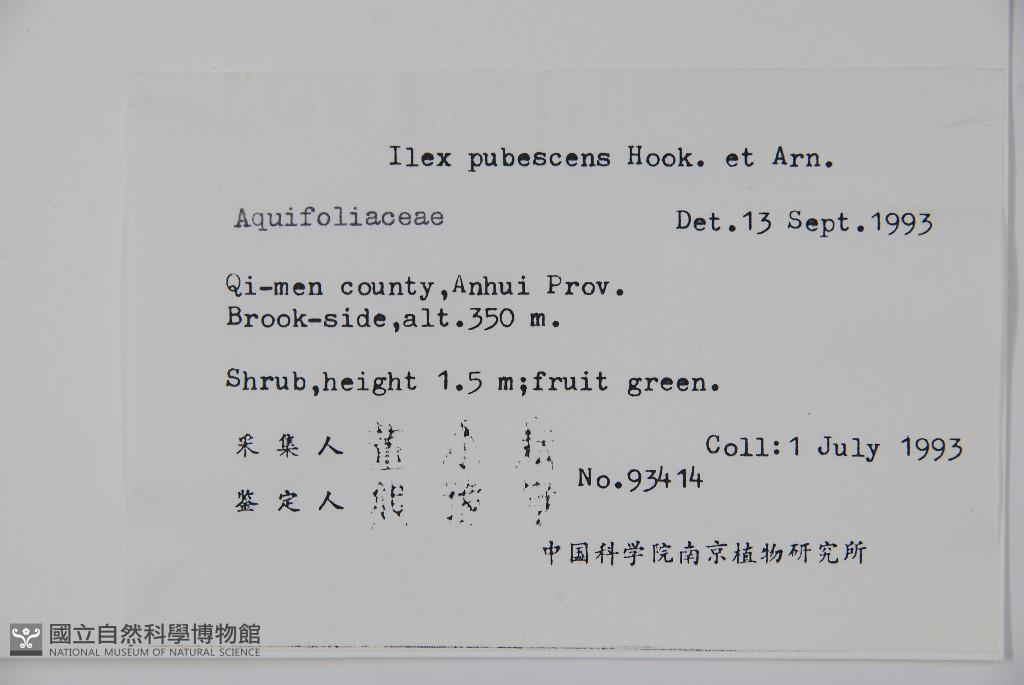 Ilex pubescens Hook. et Arn.
Aquifoliaceae
Det.13 Sept.1993
Qi-men county,Anhui Prov.
Brook-side,alt.350 m.
Shrub,height 1.5 m;fruit green.
采集人
Coll:1 July 1993
No.93414
鉴定人
中国科学院南京植物研究所
國立自然科學博物館
NATIONAL MUSEUM OF NATURAL SCIENCE